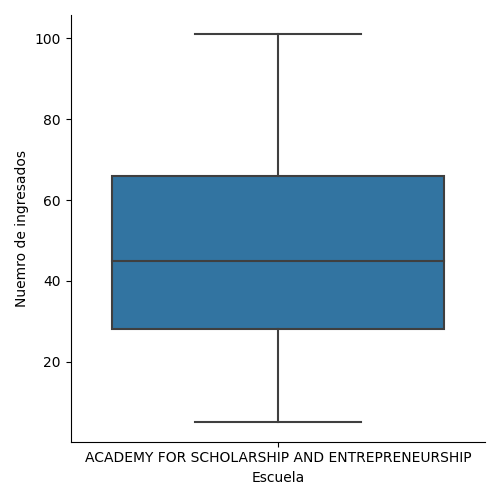 100
80
60
40
20
Nuemro de ingresados
ACADEMY FOR SCHOLARSHIP AND ENTREPRENEURSHIP
Escuela